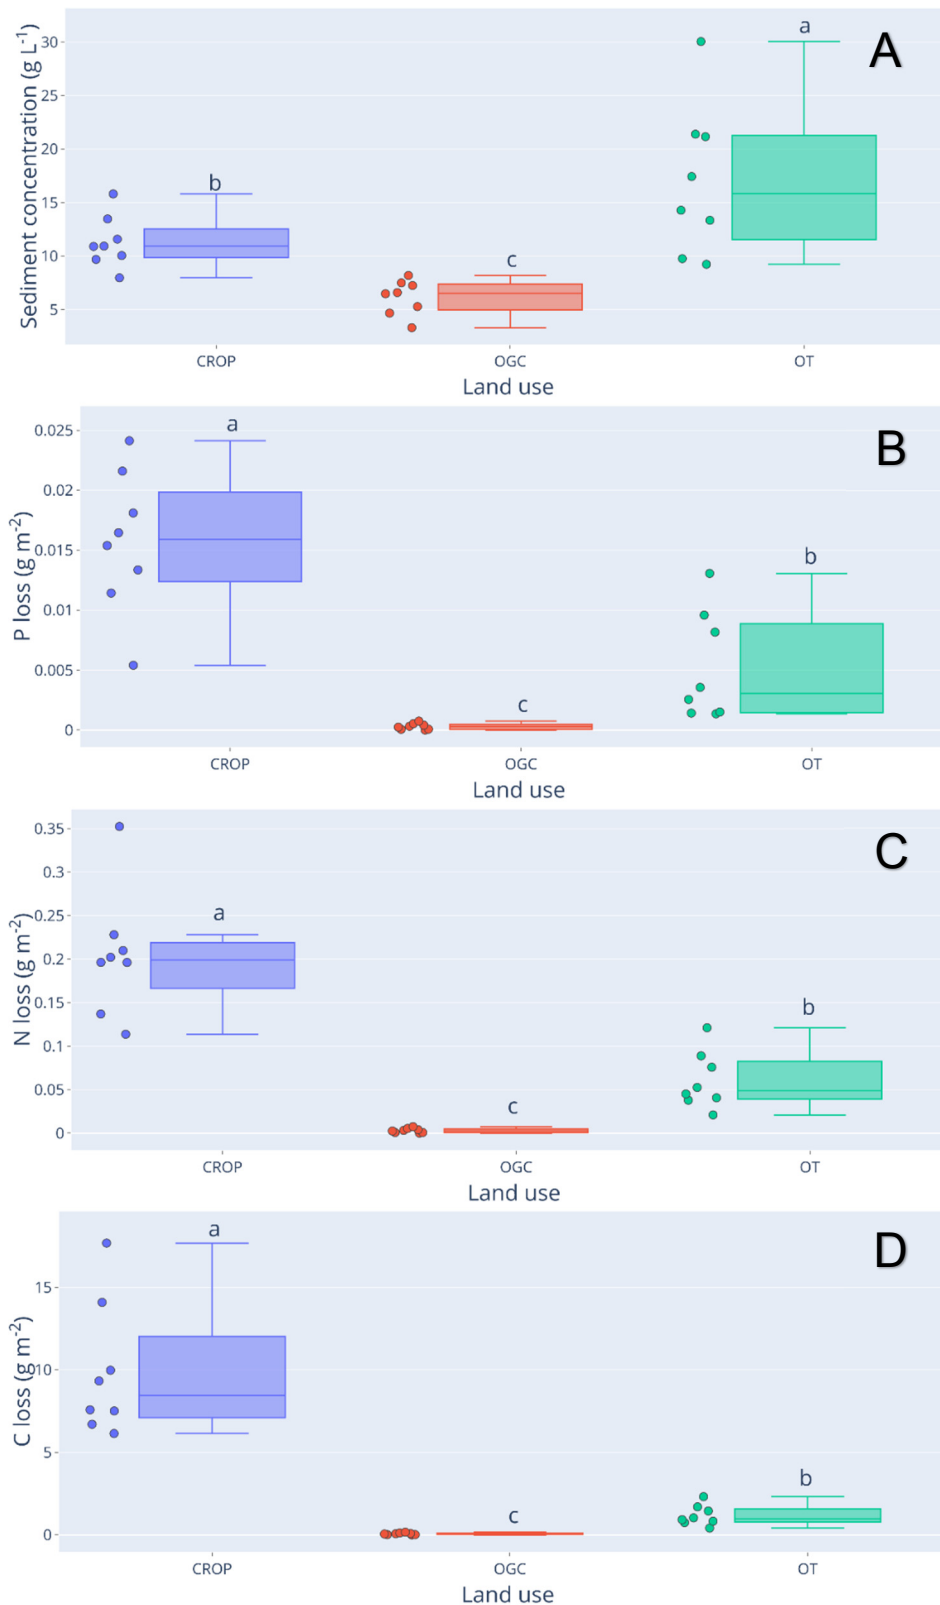 A
Sediment concentration (g L⁻¹)
30
25
20
15
10
5
a
b
c
CROP
OGC
OT
Land use
B
P loss (g m⁻²)
0.025
0.02
0.015
0.01
0.005
0
a
b
c
CROP
OGC
OT
Land use
C
N loss (g m⁻²)
0.35
0.3
0.25
0.2
0.15
0.1
0.05
0
a
b
c
CROP
OGC
OT
Land use
D
C loss (g m⁻²)
15
10
5
0
a
b
c
CROP
OGC
OT
Land use